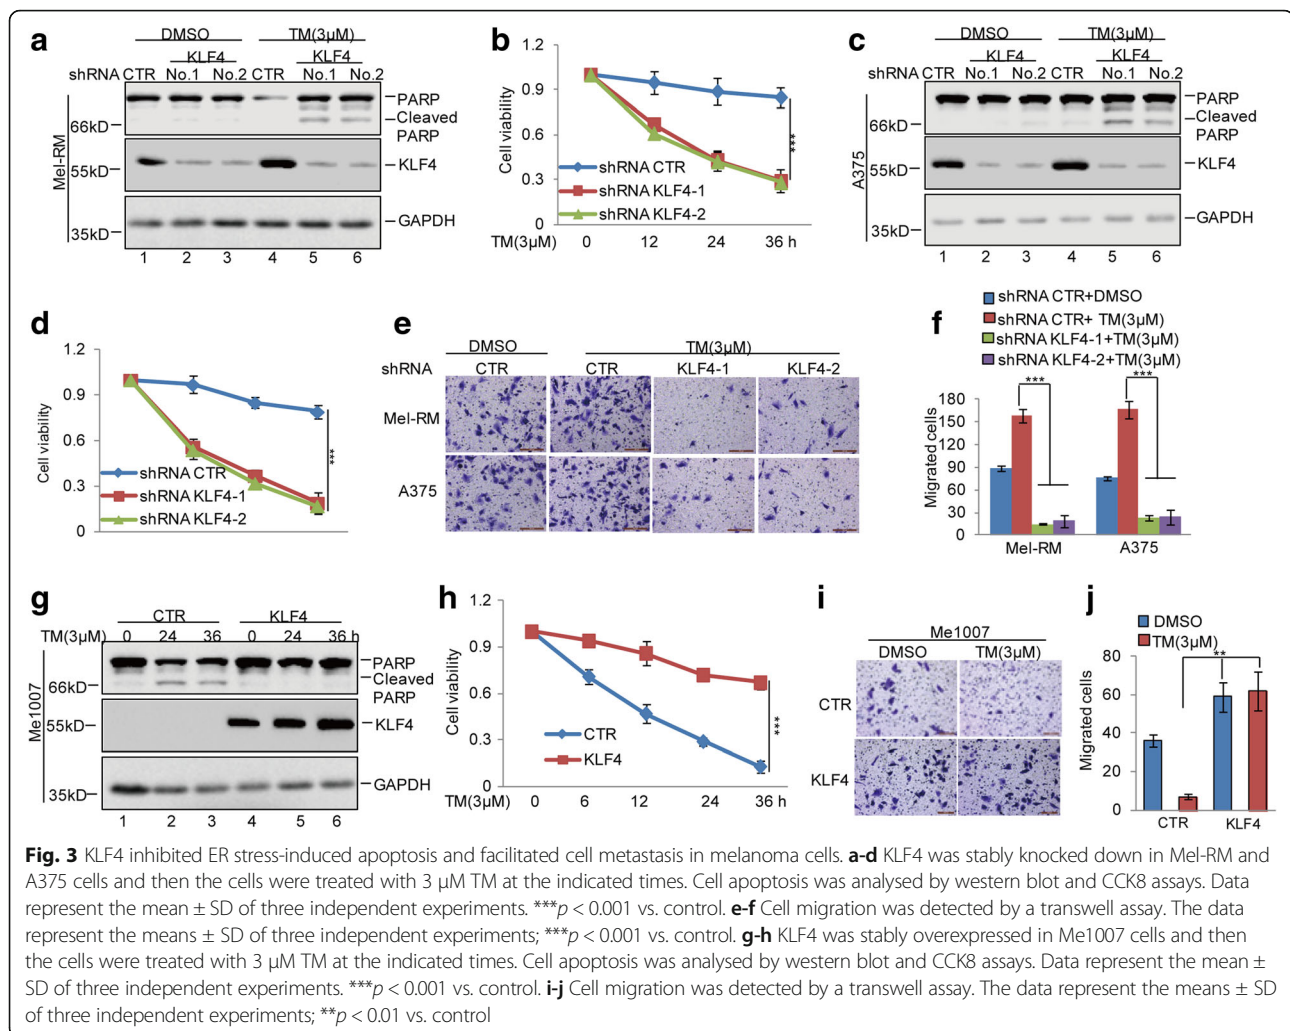 a
DMSO TM(3μM)
KLF4 KLF4
shRNA CTR No.1 No.2 CTR No.1 No.2
Mel-RM
PARP
Cleaved
66kD PARP
55kD KLF4
GAPDH
35kD
1 2 3 4 5 6
b
1.2
0.9
0.6
0.3
0
Cell viability
***
shRNA CTR
shRNA KLF4-1
shRNA KLF4-2
TM(3μM) 0 12 24 36 h
c
DMSO TM(3μM)
KLF4 KLF4
shRNA CTR No.1 No.2 CTR No.1 No.2
A375
PARP
Cleaved
66kD PARP
55kD KLF4
GAPDH
35kD
1 2 3 4 5 6
d
1.2
0.9
0.6
0.3
0
Cell viability
***
shRNA CTR
shRNA KLF4-1
shRNA KLF4-2
e
DMSO TM(3μM)
shRNA CTR CTR KLF4-1 KLF4-2
Mel-RM
A375
f
shRNA CTR+DMSO
shRNA CTR+ TM(3μM)
shRNA KLF4-1+TM(3μM)
shRNA KLF4-2+TM(3μM)
*** ***
180
150
120
90
60
30
0
Migrated cells
Mel-RM A375
g
CTR KLF4
TM(3μM) 0 24 36 0 24 36 h
Me1007
PARP
Cleaved
66kD PARP
55kD KLF4
GAPDH
35kD
1 2 3 4 5 6
h
1.2
0.9
0.6
0.3
0
Cell viability
***
CTR
KLF4
TM(3μM) 0 6 12 24 36 h
i
Me1007
DMSO TM(3μM)
CTR
KLF4
j
DMSO
TM(3μM)
**
80
60
40
20
0
Migrated cells
CTR KLF4
Fig. 3 KLF4 inhibited ER stress-induced apoptosis and facilitated cell metastasis in melanoma cells. a-d KLF4 was stably knocked down in Mel-RM and
A375 cells and then the cells were treated with 3 μM TM at the indicated times. Cell apoptosis was analysed by western blot and CCK8 assays. Data
represent the mean ± SD of three independent experiments. ***p < 0.001 vs. control. e-f Cell migration was detected by a transwell assay. The data
represent the means ± SD of three independent experiments; ***p < 0.001 vs. control. g-h KLF4 was stably overexpressed in Me1007 cells and then
the cells were treated with 3 μM TM at the indicated times. Cell apoptosis was analysed by western blot and CCK8 assays. Data represent the mean ±
SD of three independent experiments. ***p < 0.001 vs. control. i-j Cell migration was detected by a transwell assay. The data represent the means ± SD
of three independent experiments; **p < 0.01 vs. control